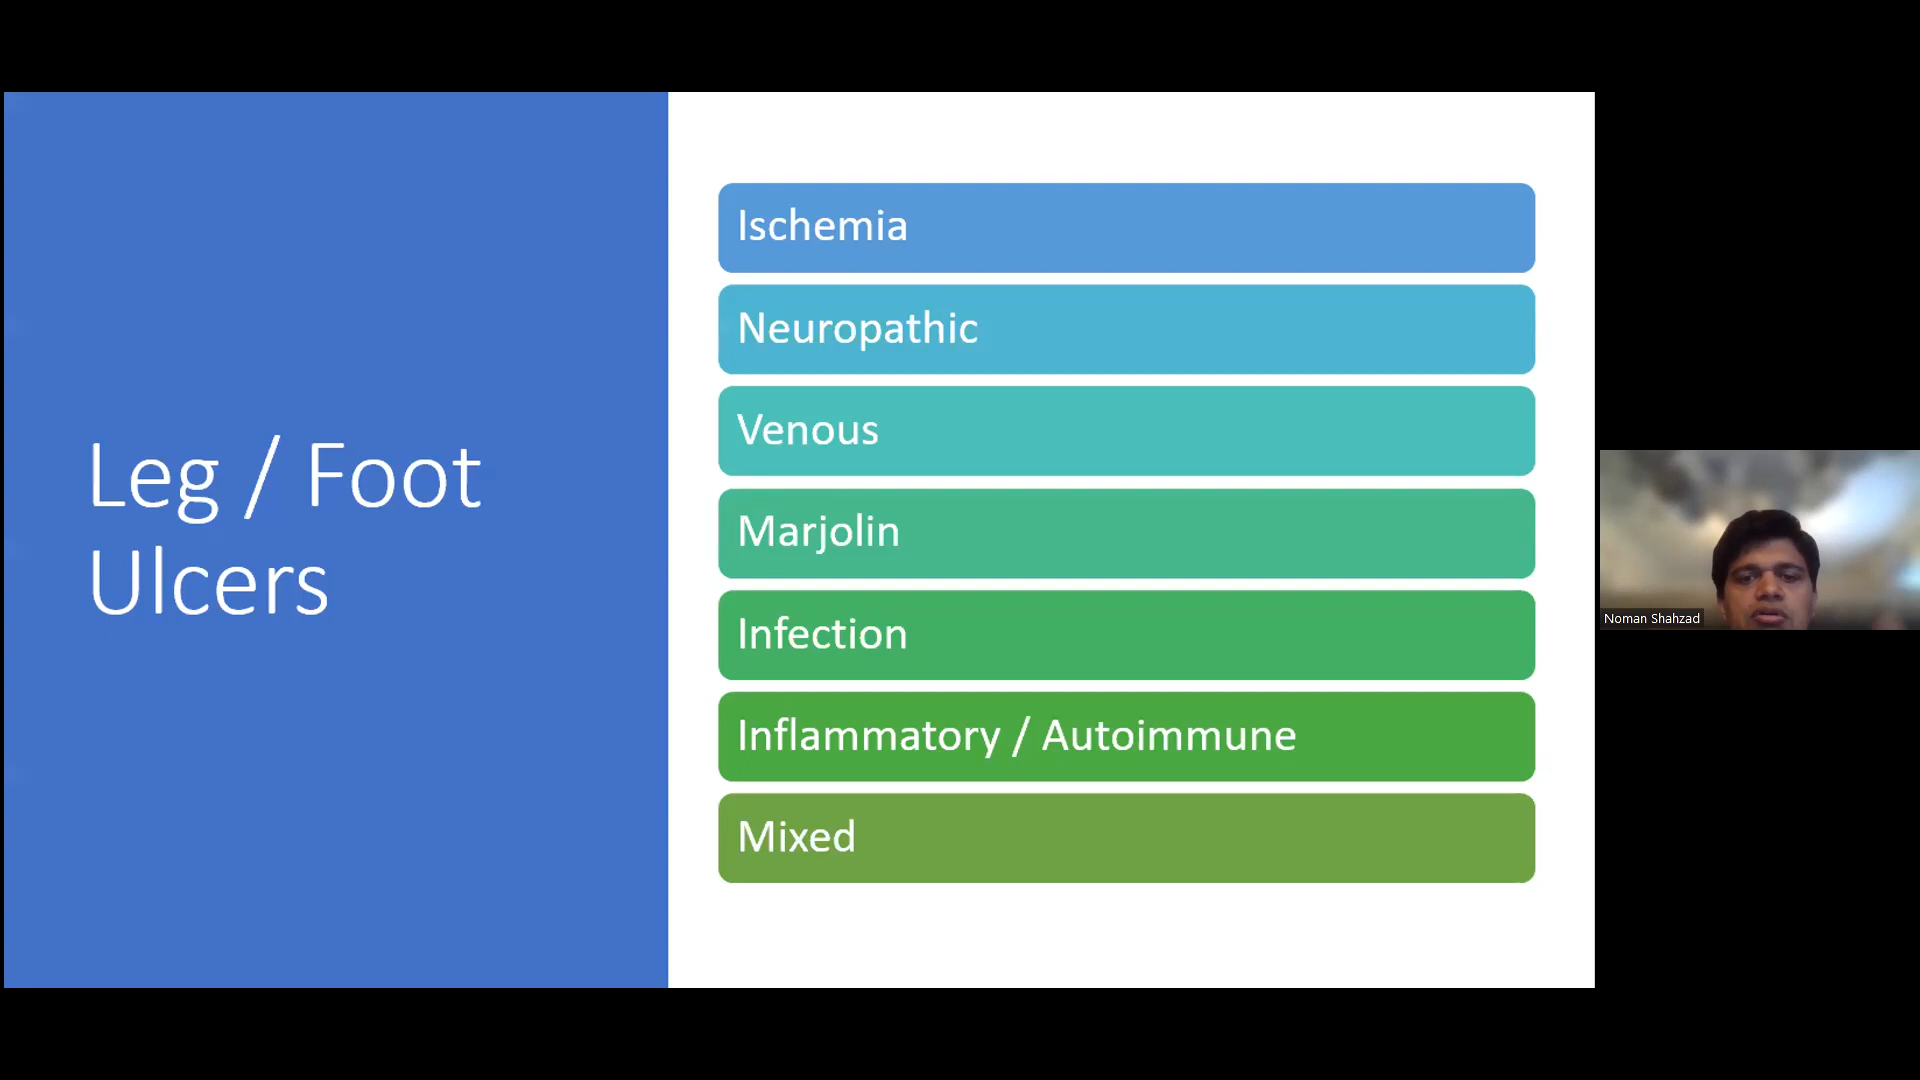 Leg / Foot
Ulcers
Ischemia
Neuropathic
Venous
Marjolin
Infection
Inflammatory / Autoimmune
Mixed
Noman Shahzad